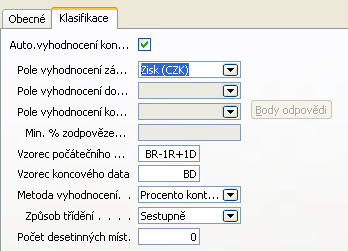 Obecné Klasifikace
Auto.vyhodnocení kon...
Pole vyhodnocení zá... Zisk (CZK)
Pole vyhodnocení do...
Pole vyhodnocení ko... Body odpovědi
Min. % zodpověze...
Vzorec počátečního ... BR-1R+1D
Vzorec koncového data BD
Metoda vyhodnocení. . Procento kont...
Způsob třídění . . . . Sestupně
Počet desetinných míst. 0